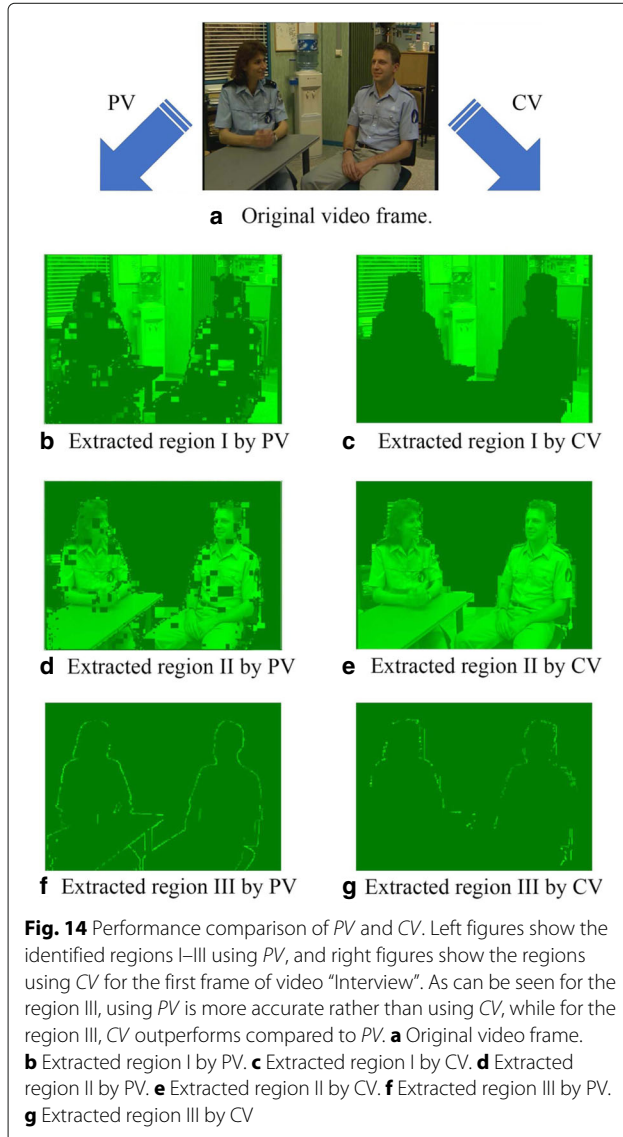 PV
CV
a Original video frame.
b Extracted region I by PV
c Extracted region I by CV
d Extracted region II by PV
e Extracted region II by CV
f Extracted region III by PV
g Extracted region III by CV
Fig. 14 Performance comparison of PV and CV. Left figures show the
identified regions I–III using PV, and right figures show the regions
using CV for the first frame of video “Interview”. As can be seen for the
region III, using PV is more accurate rather than using CV, while for the
region III, CV outperforms compared to PV. a Original video frame.
b Extracted region I by PV. c Extracted region I by CV. d Extracted
region II by PV. e Extracted region II by CV. f Extracted region III by PV.
g Extracted region III by CV